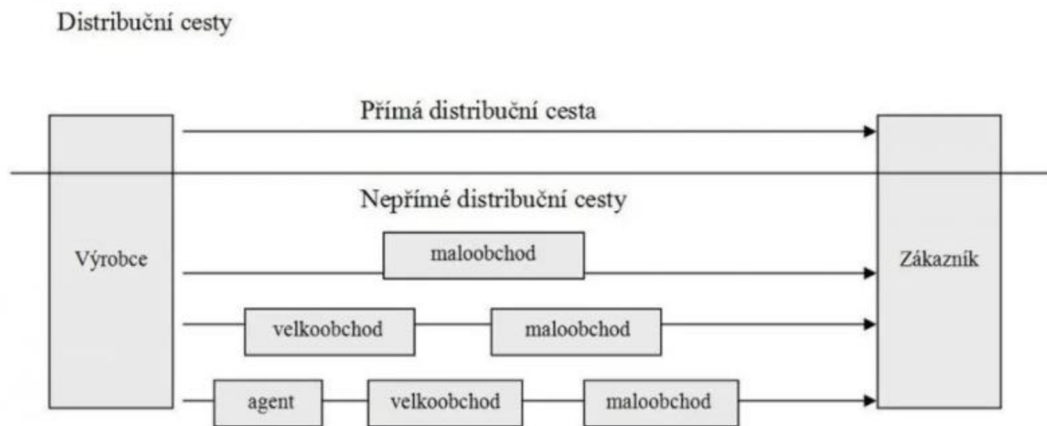 Distribuční cesty
Přímá distribuční cesta
Nepřímé distribuční cesty
Výrobce
maloobchod
Zákazník
velkoobchod
maloobchod
agent
velkoobchod
maloobchod